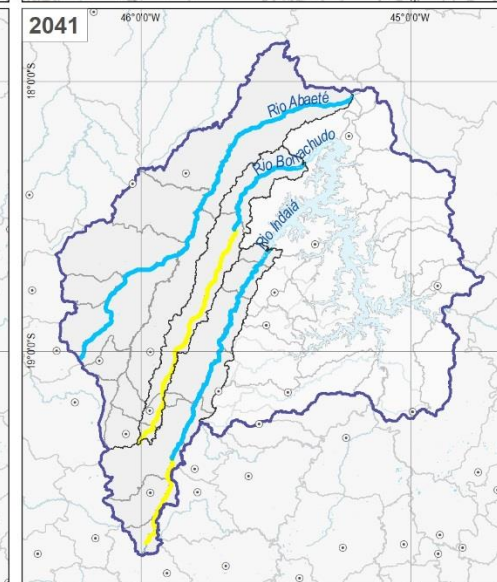 2041
46°0'0"W
45°0'0"W
18°0'0"S
Rio Abaeté
Rio Borrachudo
Rio Indaiá
19°0'0"S